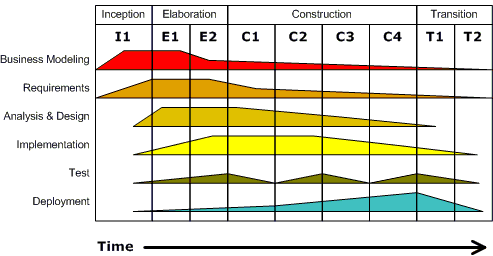 Inception Elaboration Construction Transition
I1 E1 E2 C1 C2 C3 C4 T1 T2
Business Modeling
Requirements
Analysis & Design
Implementation
Test
Deployment
Time